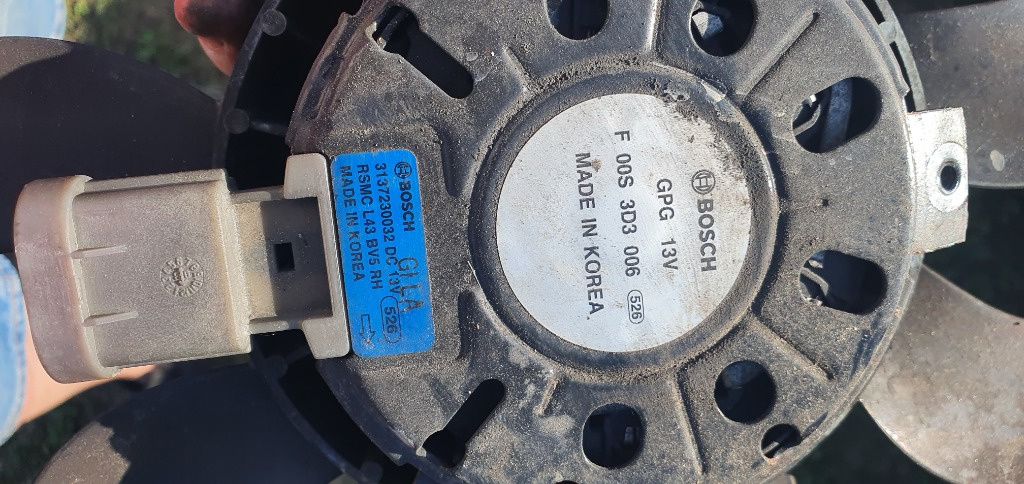 BOSCH
3137230032 DC 13V
RSMC L43 BV5 RH 526
MADE IN KOREA
BOSCH
GPG 13V
F 00S 3D3 006 526
MADE IN KOREA